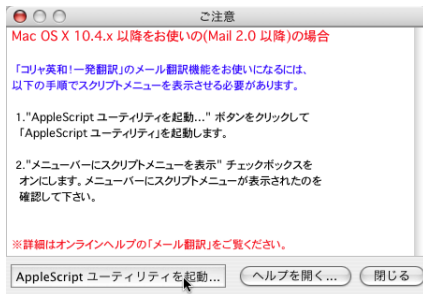 ご注意
Mac OS X 10.4.x 以降をお使いの(Mail 2.0 以降)の場合
「コリャ英和!一発翻訳」のメール翻訳機能をお使いになるには、
以下の手順でスクリプトメニューを表示させる必要があります。
1."AppleScript ユーティリティを起動..." ボタンをクリックして
「AppleScript ユーティリティ」を起動します。
2."メニューバーにスクリプトメニューを表示" チェックボックスを
オンにします。メニューバーにスクリプトメニューが表示されたのを
確認して下さい。
※詳細はオンラインヘルプの「メール翻訳」をご覧ください。
AppleScript ユーティリティを起動... ヘルプを開く... 閉じる